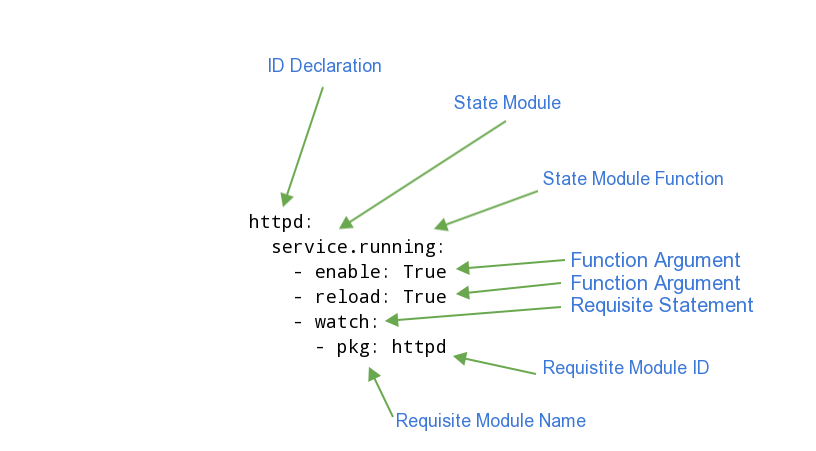 ID Declaration
State Module
State Module Function
httpd:
service.running:
- enable: True
Function Argument
- reload: True
Function Argument
- watch:
Requisite Statement
- pkg: httpd
Requistite Module ID
Requisite Module Name